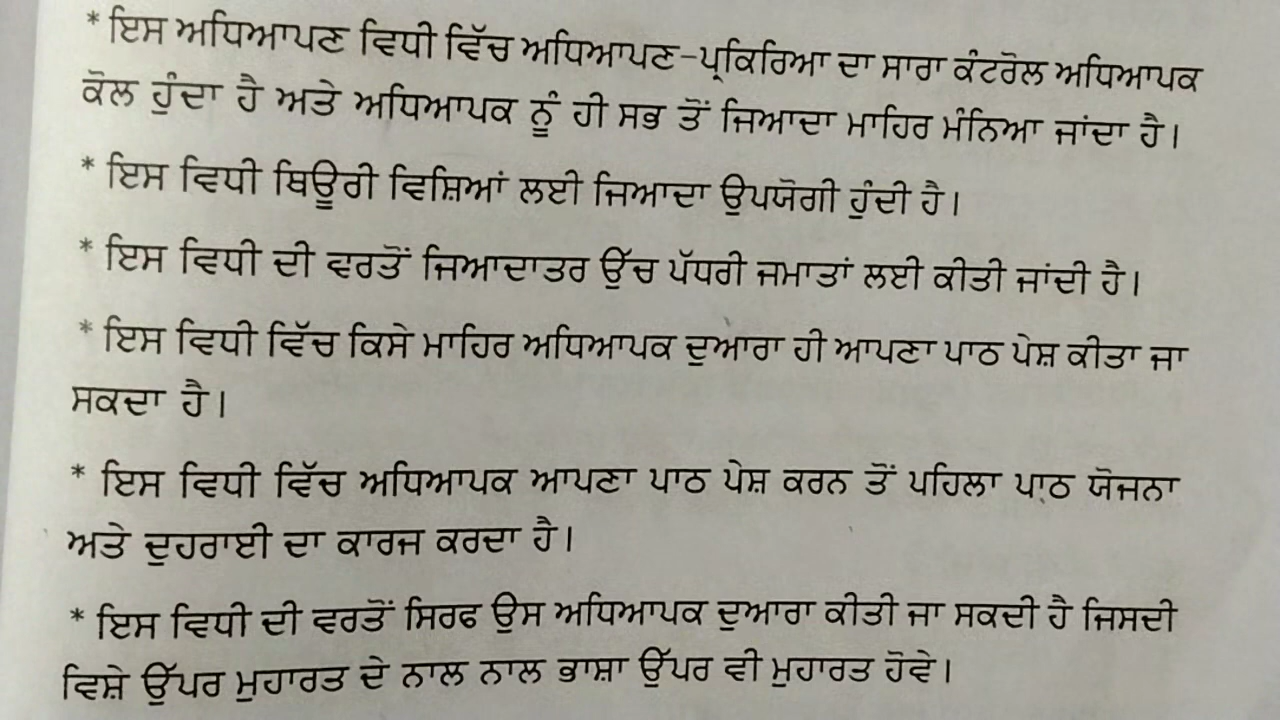 * ਇਸ ਅਧਿਆਪਣ ਵਿਧੀ ਵਿੱਚ ਅਧਿਆਪਣ-ਪ੍ਰਕਿਰਿਆ ਦਾ ਸਾਰਾ ਕੰਟਰੋਲ ਅਧਿਆਪਕ
ਕੋਲ ਹੁੰਦਾ ਹੈ ਅਤੇ ਅਧਿਆਪਕ ਨੂੰ ਹੀ ਸਭ ਤੋਂ ਜਿਆਦਾ ਮਾਹਿਰ ਮੰਨਿਆ ਜਾਂਦਾ ਹੈ।
* ਇਸ ਵਿਧੀ ਥਿਊਰੀ ਵਿਸ਼ਿਆਂ ਲਈ ਜਿਆਦਾ ਉਪਯੋਗੀ ਹੁੰਦੀ ਹੈ।
* ਇਸ ਵਿਧੀ ਦੀ ਵਰਤੋਂ ਜਿਆਦਾਤਰ ਉੱਚ ਪੱਧਰੀ ਜਮਾਤਾਂ ਲਈ ਕੀਤੀ ਜਾਂਦੀ ਹੈ।
* ਇਸ ਵਿਧੀ ਵਿੱਚ ਕਿਸੇ ਮਾਹਿਰ ਅਧਿਆਪਕ ਦੁਆਰਾ ਹੀ ਆਪਣਾ ਪਾਠ ਪੇਸ਼ ਕੀਤਾ ਜਾ
ਸਕਦਾ ਹੈ।
* ਇਸ ਵਿਧੀ ਵਿੱਚ ਅਧਿਆਪਕ ਆਪਣਾ ਪਾਠ ਪੇਸ਼ ਕਰਨ ਤੋਂ ਪਹਿਲਾ ਪਾਠ ਯੋਜਨਾ
ਅਤੇ ਦੁਹਰਾਈ ਦਾ ਕਾਰਜ ਕਰਦਾ ਹੈ।
* ਇਸ ਵਿਧੀ ਦੀ ਵਰਤੋਂ ਸਿਰਫ ਉਸ ਅਧਿਆਪਕ ਦੁਆਰਾ ਕੀਤੀ ਜਾ ਸਕਦੀ ਹੈ ਜਿਸਦੀ
ਵਿਸ਼ੇ ਉੱਪਰ ਮੁਹਾਰਤ ਦੇ ਨਾਲ ਨਾਲ ਭਾਸ਼ਾ ਉੱਪਰ ਵੀ ਮੁਹਾਰਤ ਹੋਵੇ।